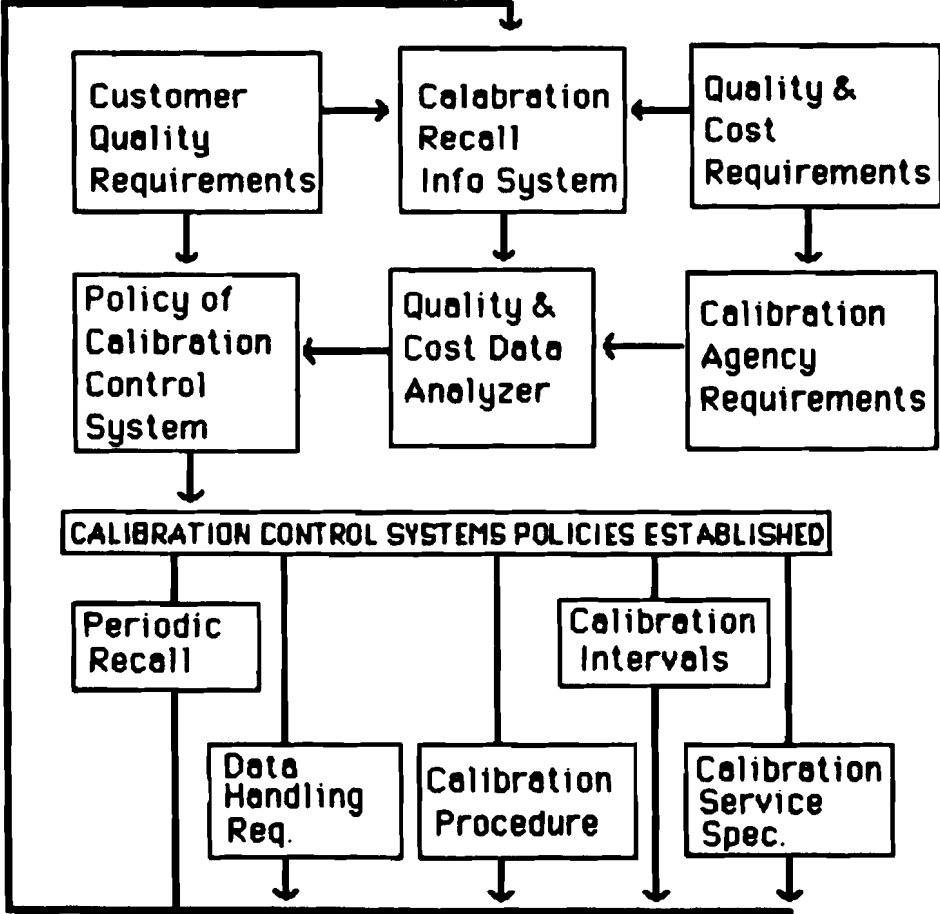 Customer
Quality
Requirements
Calabration
Recall
Info System
Quality &
Cost
Requirements
Policy of
Calibration
Control
System
Quality &
Cost Data
Analyzer
Calibration
Agency
Requirements
CALIBRATION CONTROL SYSTEMS POLICIES ESTABLISHED
Periodic
Recall
Calibration
Intervals
Data
Handling
Req.
Calibration
Procedure
Calibration
Service
Spec.